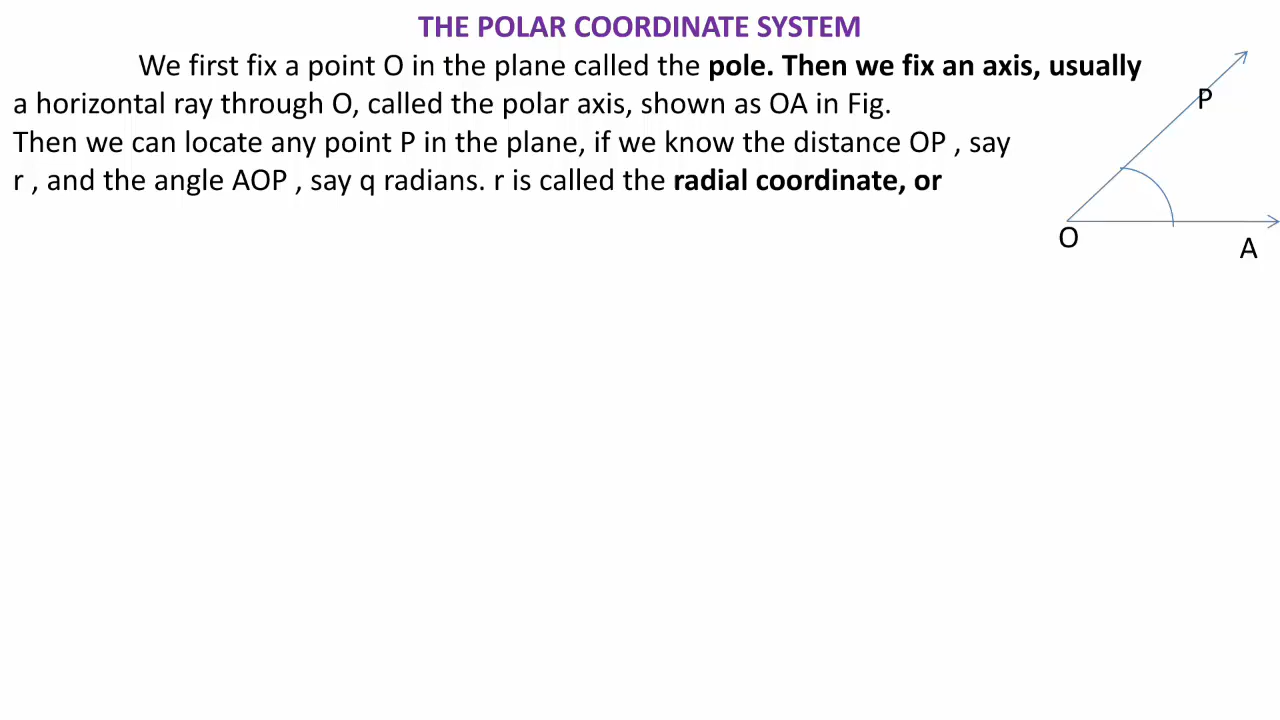 THE POLAR COORDINATE SYSTEM
We first fix a point O in the plane called the pole. Then we fix an axis, usually
a horizontal ray through O, called the polar axis, shown as OA in Fig.
Then we can locate any point P in the plane, if we know the distance OP , say
r , and the angle AOP , say q radians. r is called the radial coordinate, or
P
O
A